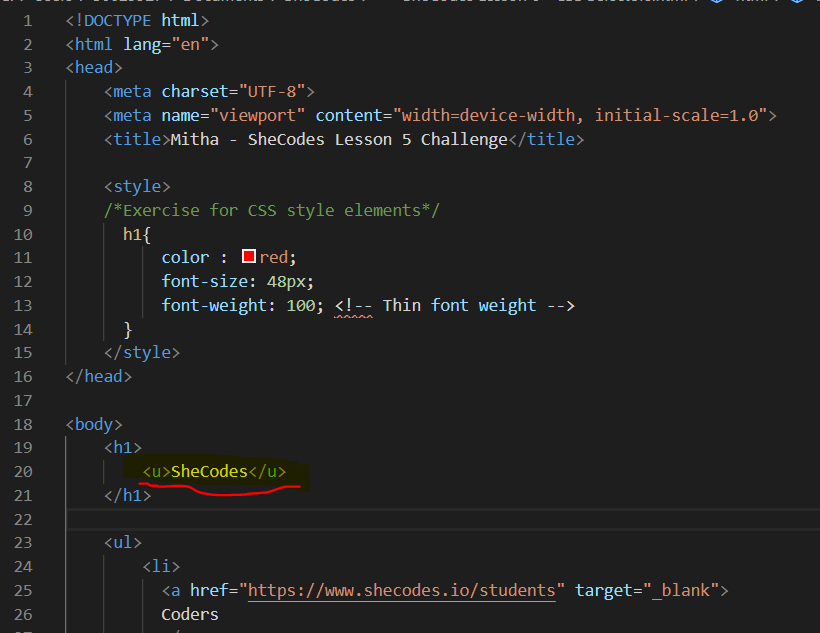 1 <!DOCTYPE html>
2 <html lang="en">
3 <head>
4 <meta charset="UTF-8">
5 <meta name="viewport" content="width=device-width, initial-scale=1.0">
6 <title>Mitha - SheCodes Lesson 5 Challenge</title>
7
8 <style>
9 /*Exercise for CSS style elements*/
10 h1{
11 color : red;
12 font-size: 48px;
13 font-weight: 100; <!-- Thin font weight -->
14 }
15 </style>
16 </head>
17
18 <body>
19 <h1>
20 <u>SheCodes</u>
21 </h1>
22
23 <ul>
24 <li>
25 <a href="https://www.shecodes.io/students" target="_blank">
26 Coders